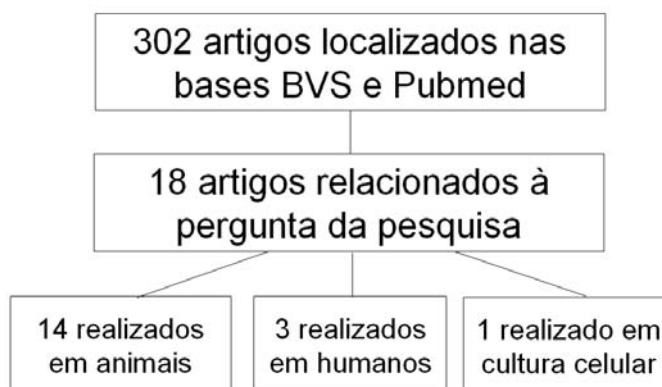 302 artigos localizados nas
bases BVS e Pubmed
18 artigos relacionados à
pergunta da pesquisa
14 realizados
em animais
3 realizados
em humanos
1 realizado em
cultura celular